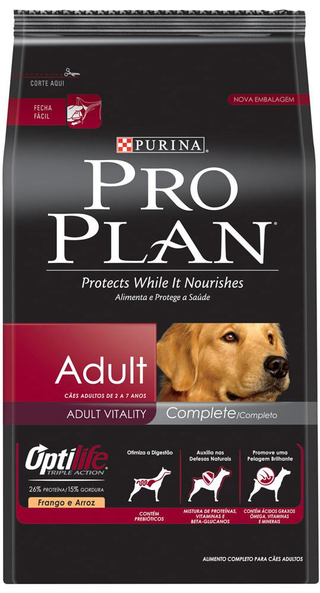 CORTE AQUI
FECHA
FÁCIL
NOVA EMBALAGEM
PURINA
PRO
PLAN
Protects While It Nourishes
Alimenta e Protege a Saúde
Adult
CÃES ADULTOS DE 2 A 7 ANOS
ADULT VITALITY
Complete/Completo
Optilife
TRIPLE ACTION
26% PROTEÍNA/15% GORDURA
Frango e Arroz
Otimiza a Digestão
CONTÉM
PREBIÓTICOS
Auxilia nas
Defesas Naturais
MISTURA DE PROTEÍNAS,
VITAMINAS E
BETA-GLUCANOS
Promove uma
Pelagem Brilhante
CONTÉM ÁCIDOS GRAXOS
ÔMEGA, VITAMINAS
E MINERAIS
ALIMENTO COMPLETO PARA CÃES ADULTOS